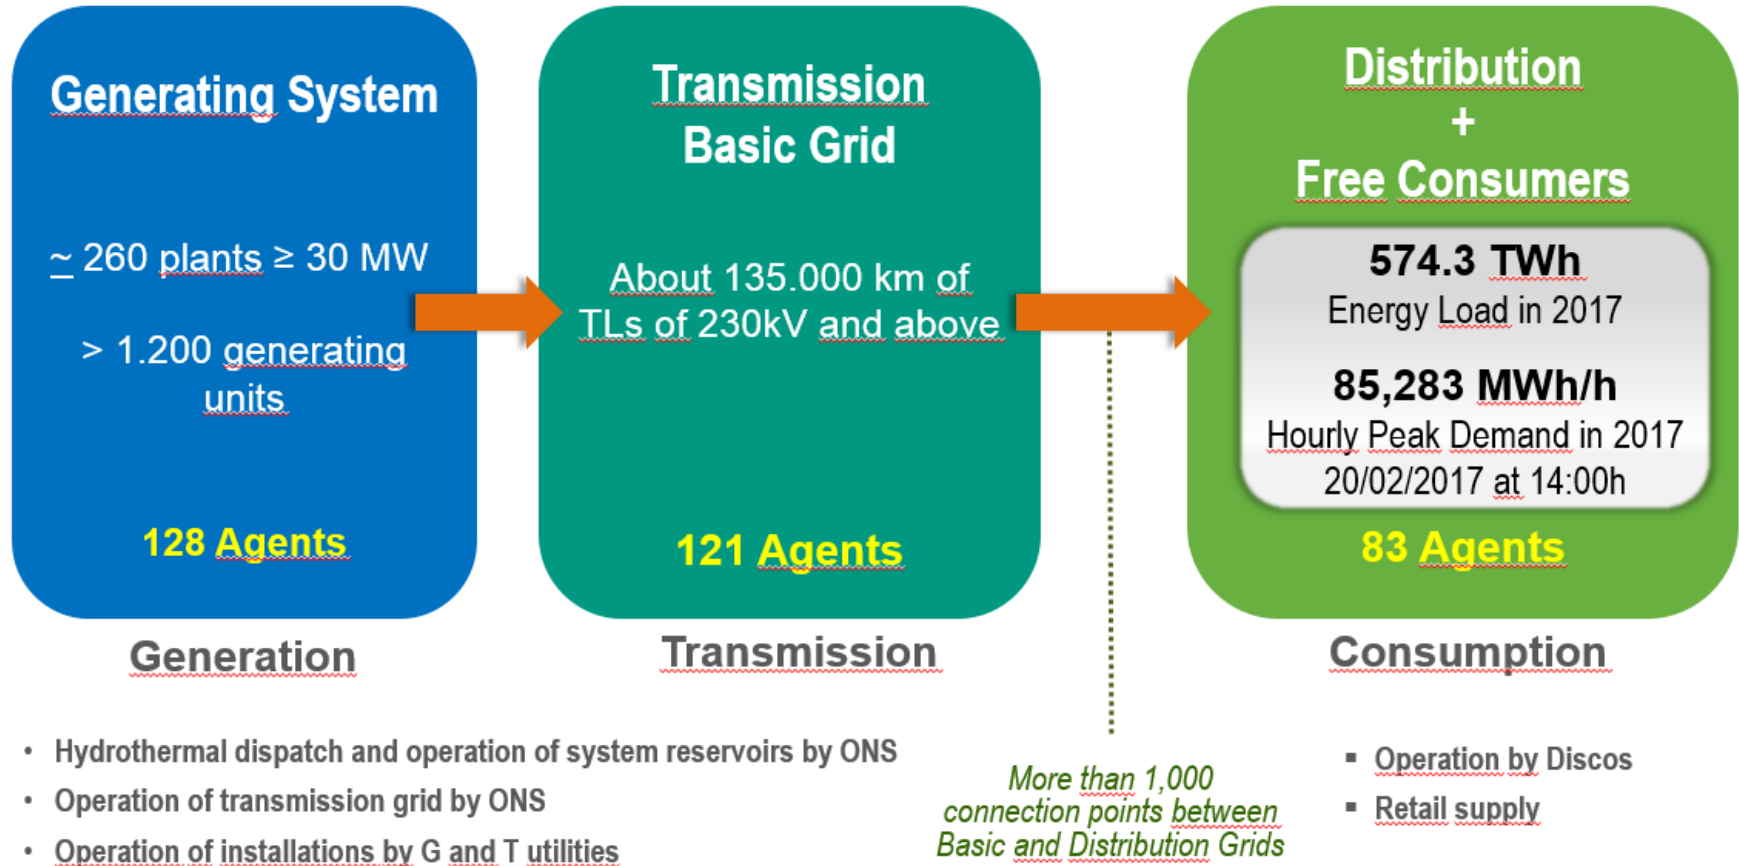 Generating System
~ 260 plants ≥ 30 MW
> 1.200 generating
units
128 Agents
Generation
Transmission
Basic Grid
About 135.000 km of
TLs of 230kV and above
121 Agents
Transmission
Distribution
+
Free Consumers
574.3 TWh
Energy Load in 2017
85,283 MWh/h
Hourly Peak Demand in 2017
20/02/2017 at 14:00h
83 Agents
Consumption
• Hydrothermal dispatch and operation of system reservoirs by ONS
• Operation of transmission grid by ONS
• Operation of installations by G and T utilities
More than 1,000
connection points between
Basic and Distribution Grids
▪ Operation by Discos
▪ Retail supply